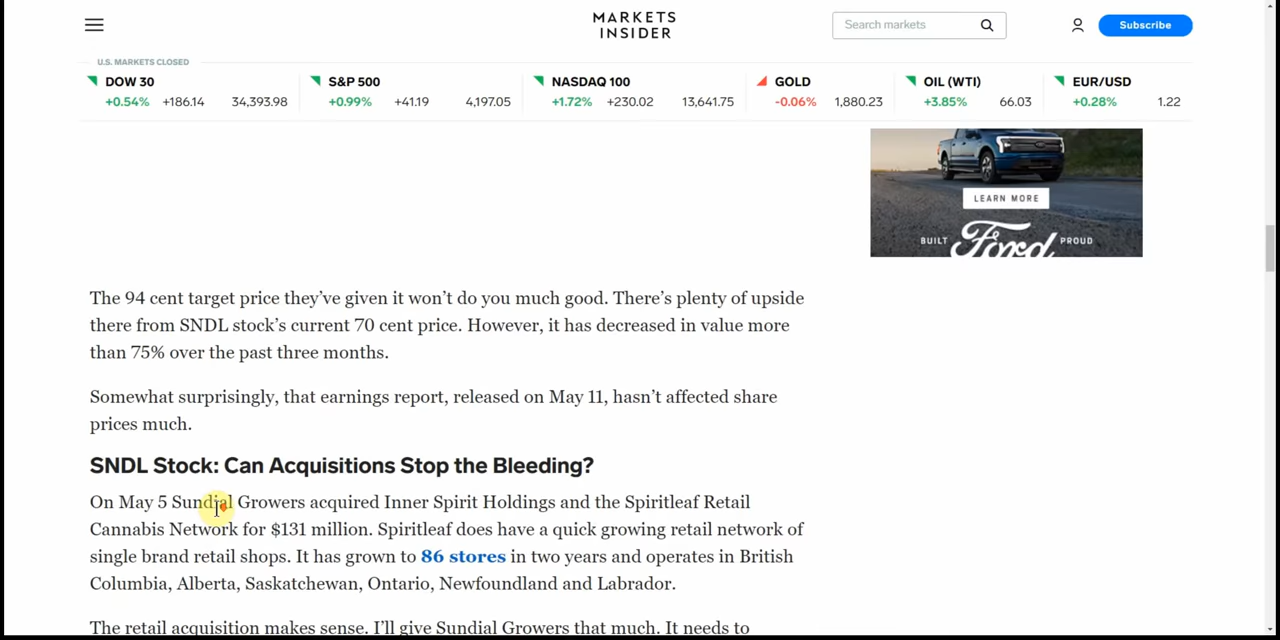 MARKETS
INSIDER
Search markets
Subscribe
U.S. MARKETS CLOSED
DOW 30
+0.54% +186.14 34,393.98
S&P 500
+0.99% +41.19 4,197.05
NASDAQ 100
+1.72% +230.02 13,641.75
GOLD
-0.06% 1,880.23
OIL (WTI)
+3.85% 66.03
EUR/USD
+0.28% 1.22
LEARN MORE
BUILT Ford PROUD
The 94 cent target price they've given it won't do you much good. There's plenty of upside
there from SNDL stock's current 70 cent price. However, it has decreased in value more
than 75% over the past three months.
Somewhat surprisingly, that earnings report, released on May 11, hasn't affected share
prices much.
SNDL Stock: Can Acquisitions Stop the Bleeding?
On May 5 Sundial Growers acquired Inner Spirit Holdings and the Spiritleaf Retail
Cannabis Network for $131 million. Spiritleaf does have a quick growing retail network of
single brand retail shops. It has grown to 86 stores in two years and operates in British
Columbia, Alberta, Saskatchewan, Ontario, Newfoundland and Labrador.
The retail acquisition makes sense. I'll give Sundial Growers that much. It needs to